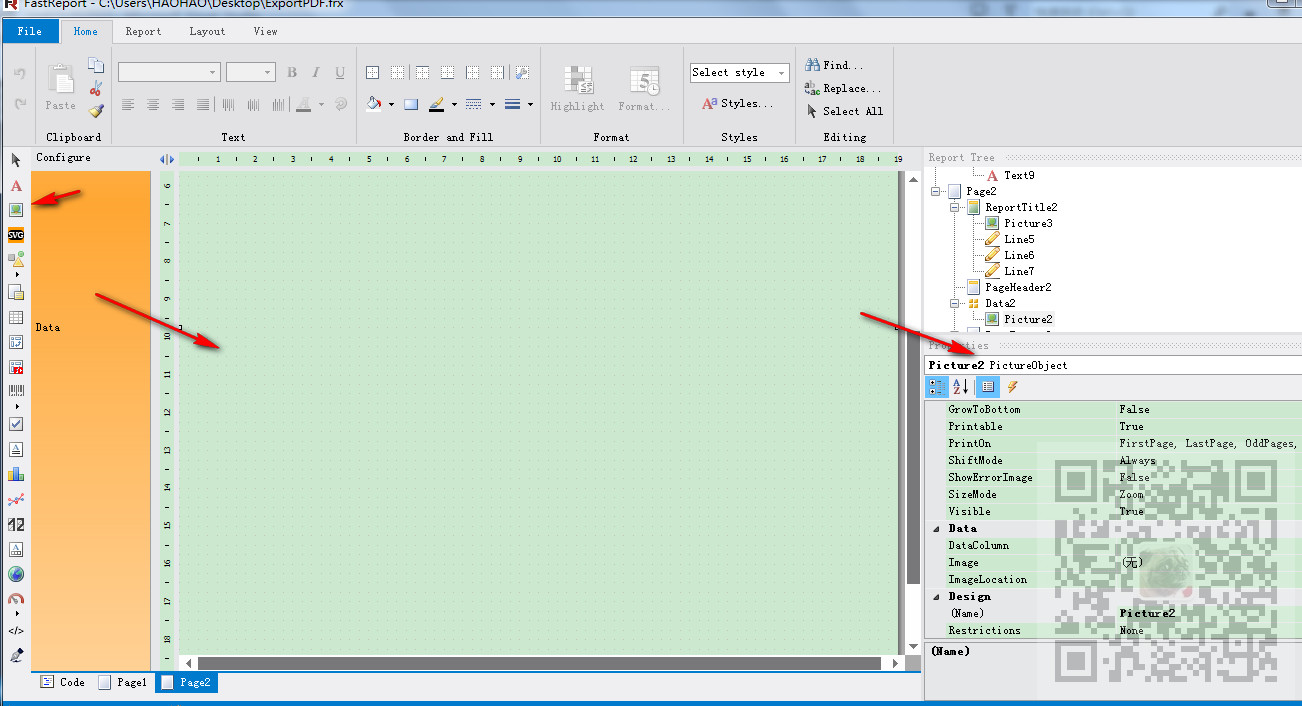 FastReport - C:\Users\HAOHAO\Desktop\ExportPDF.frx
File Home Report Layout View
Paste
Clipboard
B I U
Text
Border and Fill
Highlight Format...
Format
Select style
Styles...
Styles
Find...
Replace...
Select All
Editing
Configure
1 2 3 4 5 6 7 8 9 10 11 12 13 14 15 16 17 18 19
SVG
Data
6
7
8
9
10
11
12
13
14
15
16
17
18
Report Tree
Text9
Page2
ReportTitle2
Picture3
Line5
Line6
Line7
PageHeader2
Data2
Picture2
Picture2 PictureObject
GrowToBottom False
Printable True
PrintOn FirstPage, LastPage, OddPages,
ShiftMode Always
ShowErrorImage False
SizeMode Zoom
Visible True
Data
DataColumn
Image (无)
ImageLocation
Design
(Name) Picture2
Restrictions None
(Name)
Code Page1 Page2